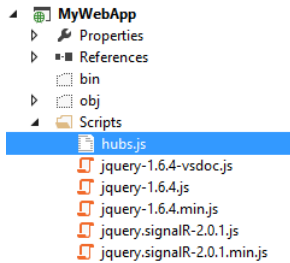 MyWebApp
Properties
References
bin
obj
Scripts
hubs.js
jquery-1.6.4-vsdoc.js
jquery-1.6.4.js
jquery-1.6.4.min.js
jquery.signalR-2.0.1.js
jquery.signalR-2.0.1.min.js